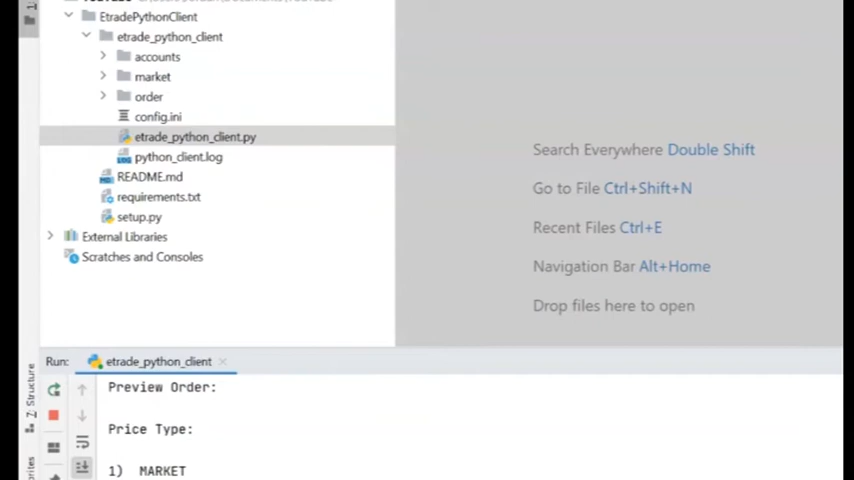 EtradePythonClient
etrade_python_client
accounts
market
order
config.ini
etrade_python_client.py
python_client.log
README.md
requirements.txt
setup.py
External Libraries
Scratches and Consoles
Search Everywhere Double Shift
Go to File Ctrl+Shift+N
Recent Files Ctrl+E
Navigation Bar Alt+Home
Drop files here to open
Run: etrade_python_client
Z: Structure
Preview Order:
Price Type:
1) MARKET